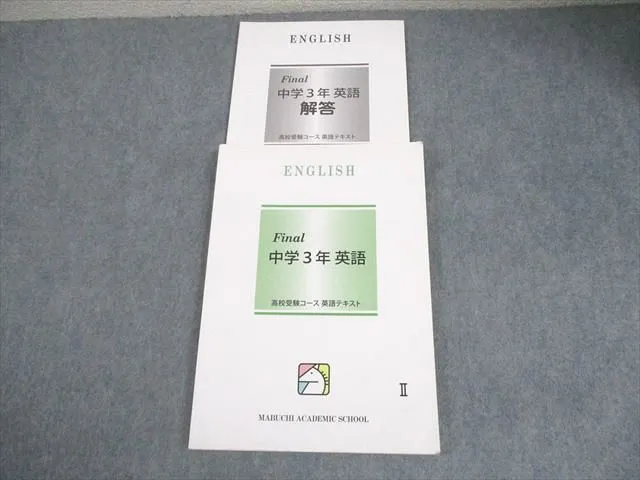 ENGLISH
Final
中学3年 英語
解答
高校受験コース 英語テキスト
ENGLISH
Final
中学3年 英語
高校受験コース 英語テキスト
II
MABUCHI ACADEMIC SCHOOL